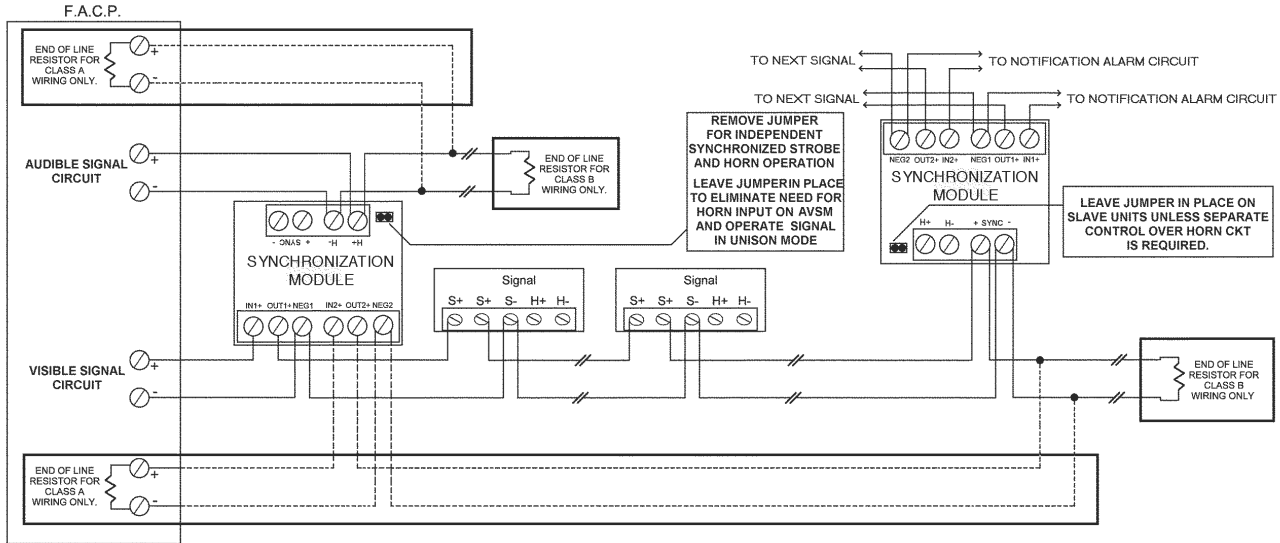 F.A.C.P.
END OF LINE
RESISTOR FOR
CLASS A
WIRING ONLY.
+
-
AUDIBLE SIGNAL
CIRCUIT
+
-
END OF LINE
RESISTOR FOR
CLASS B
WIRING ONLY.
REMOVE JUMPER
FOR INDEPENDENT
SYNCHRONIZED STROBE
AND HORN OPERATION
LEAVE JUMPERIN PLACE
TO ELIMINATE NEED FOR
HORN INPUT ON AVSM
AND OPERATE SIGNAL
IN UNISON MODE
TO NEXT SIGNAL
TO NOTIFICATION ALARM CIRCUIT
TO NEXT SIGNAL
TO NOTIFICATION ALARM CIRCUIT
NEG2 OUT2+ IN2+ NEG1 OUT1+ IN1+
SYNCHRONIZATION
MODULE
H+ H- + SYNC -
LEAVE JUMPER IN PLACE ON
SLAVE UNITS UNLESS SEPARATE
CONTROL OVER HORN CKT
IS REQUIRED.
- SYNC + H- H+
SYNCHRONIZATION
MODULE
IN1+ OUT1+ NEG1 IN2+ OUT2+ NEG2
Signal
S+ S+ S- H+ H-
Signal
S+ S+ S- H+ H-
VISIBLE SIGNAL
CIRCUIT
+
-
END OF LINE
RESISTOR FOR
CLASS B
WIRING ONLY
END OF LINE
RESISTOR FOR
CLASS A
WIRING ONLY.
+
-